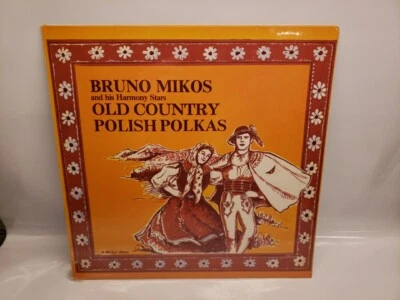 BRUNO MIKOS
and his Harmony Stars
OLD COUNTRY
POLISH POLKAS